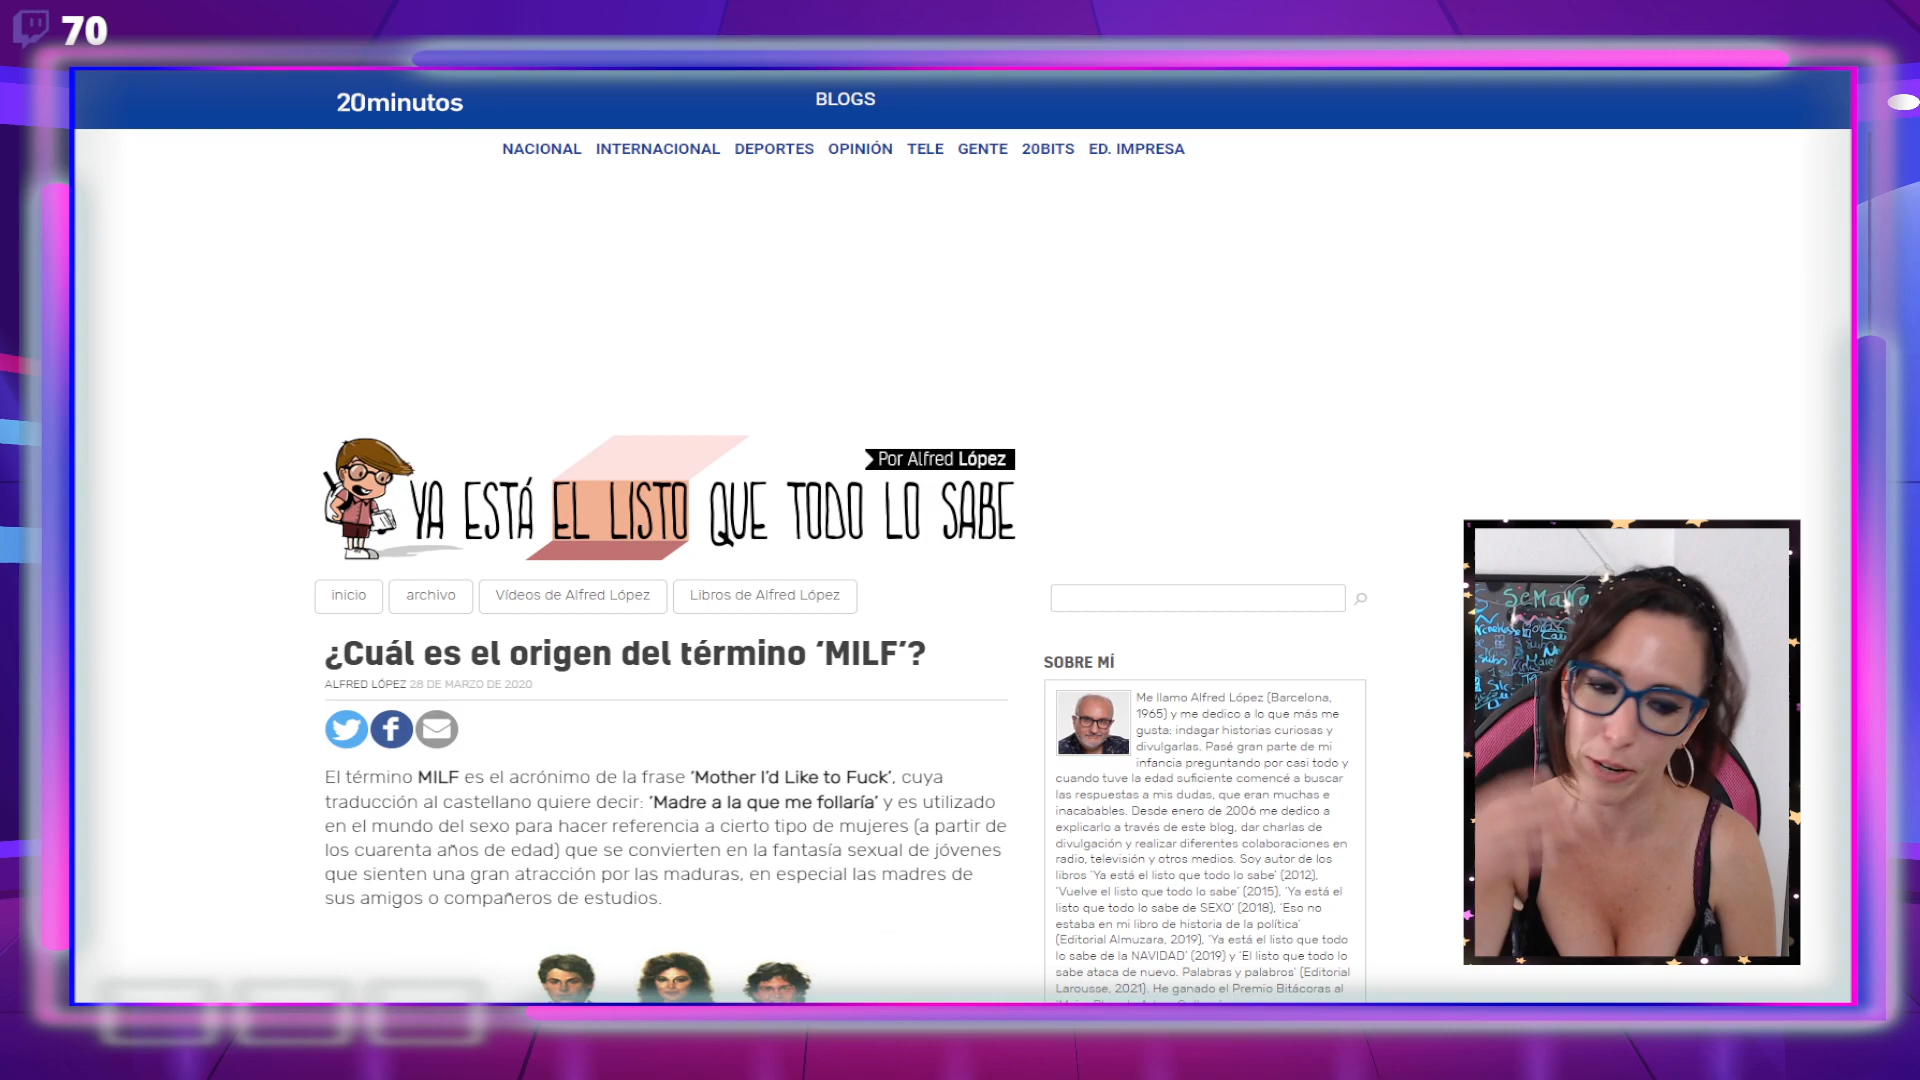 70
20minutos
BLOGS
NACIONAL INTERNACIONAL DEPORTES OPINIÓN TELE GENTE 20BITS ED. IMPRESA
Por Alfred López
YA ESTÁ EL LISTO QUE TODO LO SABE
inicio archivo Vídeos de Alfred López Libros de Alfred López
¿Cuál es el origen del término ‘MILF’?
ALFRED LÓPEZ 28 DE MARZO DE 2020
El término MILF es el acrónimo de la frase ‘Mother I’d Like to Fuck’, cuya
traducción al castellano quiere decir: ‘Madre a la que me follaría’ y es utilizado
en el mundo del sexo para hacer referencia a cierto tipo de mujeres (a partir de
los cuarenta años de edad) que se convierten en la fantasía sexual de jóvenes
que sienten una gran atracción por las maduras, en especial las madres de
sus amigos o compañeros de estudios.
SOBRE MÍ
Me llamo Alfred López (Barcelona,
1965) y me dedico a lo que más me
gusta: indagar historias curiosas y
divulgarlas. Pasé gran parte de mi
infancia preguntando por casi todo y
cuando tuve la edad suficiente comencé a buscar
las respuestas a mis dudas, que eran muchas e
inacabables. Desde enero de 2006 me dedico a
explicarlo a través de este blog, dar charlas de
divulgación y realizar diferentes colaboraciones en
radio, televisión y otros medios. Soy autor de los
libros ‘Ya está el listo que todo lo sabe’ (2012),
‘Vuelve el listo que todo lo sabe’ (2015), ‘Ya está el
listo que todo lo sabe de SEXO’ (2018), ‘Eso no
estaba en mi libro de historia de la política’
(Editorial Almuzara, 2019), ‘Ya está el listo que todo
lo sabe de la NAVIDAD’ (2019) y ‘El listo que todo lo
sabe ataca de nuevo. Palabras y palabros’ (Editorial
Larousse, 2021). He ganado el Premio Bitácoras al
SEMANA